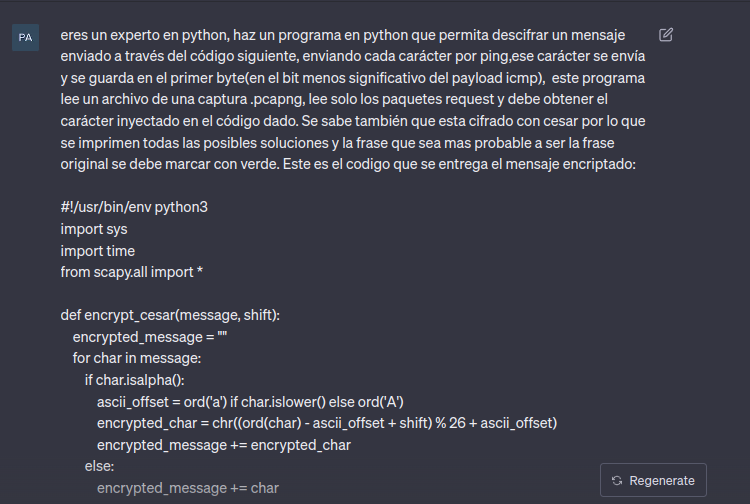 PA
eres un experto en python, haz un programa en python que permita descifrar un mensaje
enviado a través del código siguiente, enviando cada carácter por ping,ese carácter se envía
y se guarda en el primer byte(en el bit menos significativo del payload icmp),  este programa
lee un archivo de una captura .pcapng, lee solo los paquetes request y debe obtener el
carácter inyectado en el código dado. Se sabe también que esta cifrado con cesar por lo que
se imprimen todas las posibles soluciones y la frase que sea mas probable a ser la frase
original se debe marcar con verde. Este es el codigo que se entrega el mensaje encriptado:

#!/usr/bin/env python3
import sys
import time
from scapy.all import *

def encrypt_cesar(message, shift):
    encrypted_message = ""
    for char in message:
        if char.isalpha():
            ascii_offset = ord('a') if char.islower() else ord('A')
            encrypted_char = chr((ord(char) - ascii_offset + shift) % 26 + ascii_offset)
            encrypted_message += encrypted_char
        else:
            encrypted_message += char
Regenerate